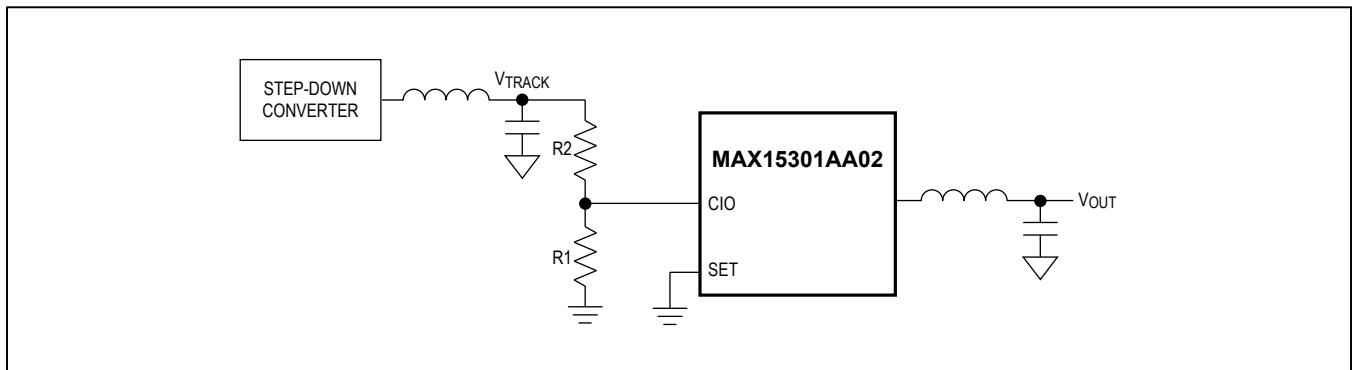 STEP-DOWN
CONVERTER
VTRACK
R2
R1
MAX15301AA02
CIO
SET
VOUT